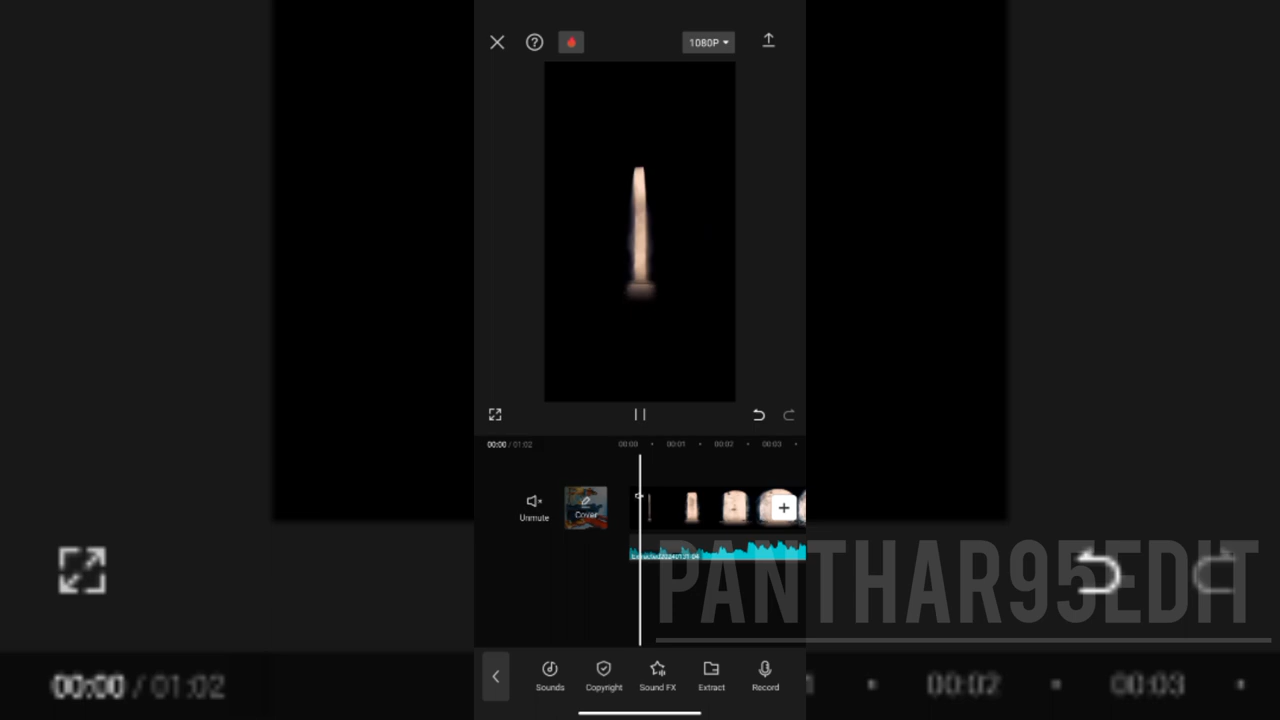 1080P
00:00 / 01:02
00:00 00:01 00:02 00:03
Unmute
Cover
PANTHAR95EDIT
00:00 / 01:02
00:02 00:03
Sounds Copyright Sound FX Extract Record